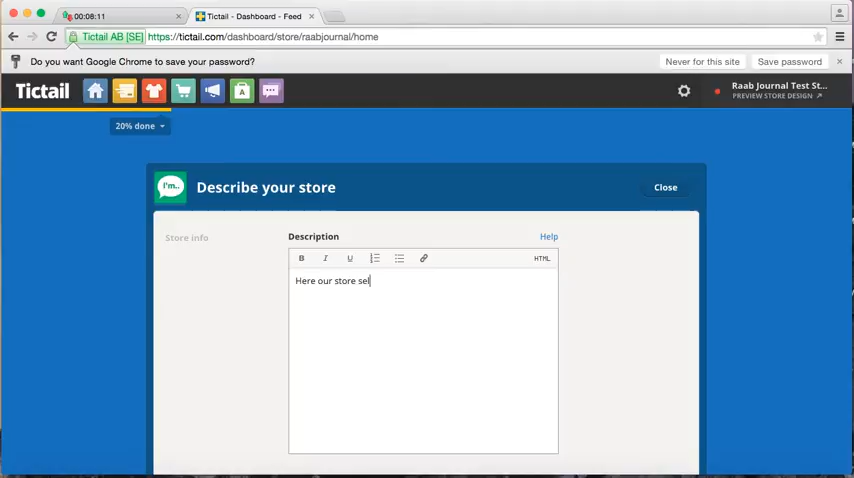 00:08:11
Tictail - Dashboard - Feed
Tictail AB [SE] https://tictail.com/dashboard/store/raabjournal/home
Do you want Google Chrome to save your password?
Never for this site
Save password
Tictail
A
Raab Journal Test St...
PREVIEW STORE DESIGN
20% done
I'm..
Describe your store
Close
Store info
Description
Help
B I U
HTML
Here our store sel